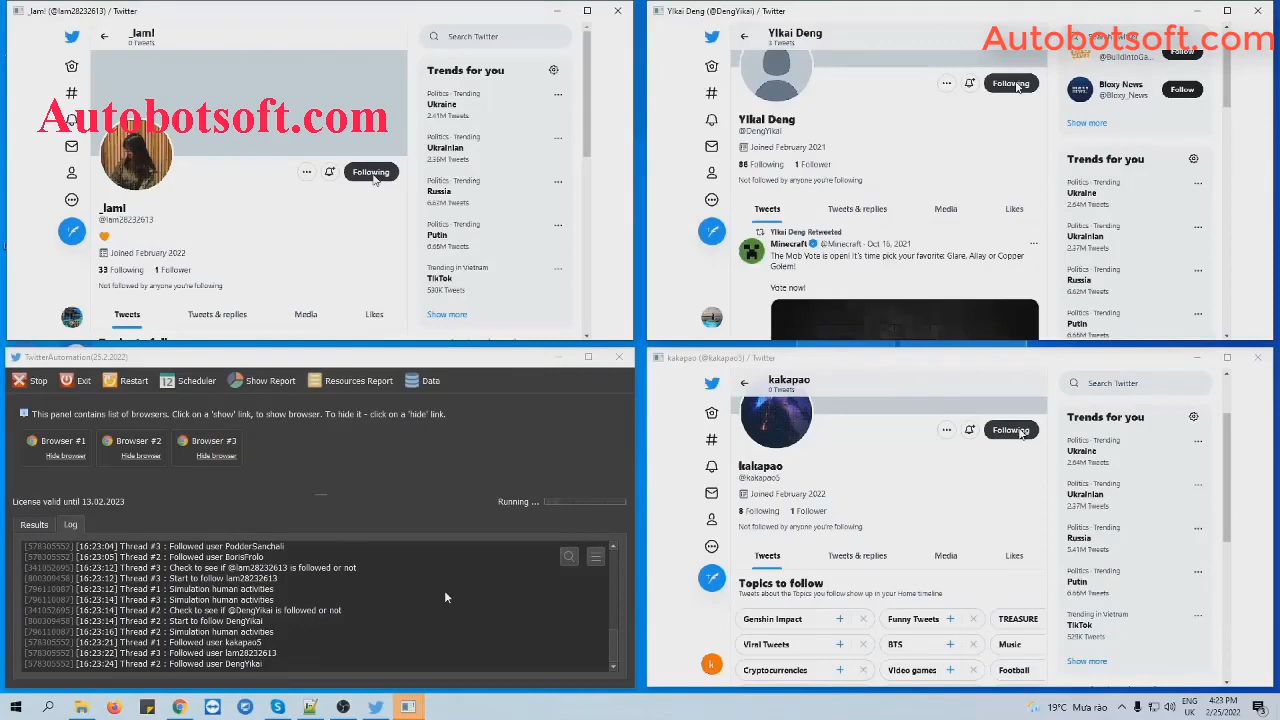 _Iam! (@Iam28232613) / Twitter
_Iam!
0 Tweets
Search Twitter
Autobotsoft.com
Following
_Iam!
@Iam28232613
Joined February 2022
33 Following 1 Follower
Not followed by anyone you're following
Tweets Tweets & replies Media Likes
Trends for you
Politics · Trending
Ukraine
2.41M Tweets
Politics · Trending
Ukrainian
2.36M Tweets
Politics · Trending
Russia
6.62M Tweets
Politics · Trending
Putin
6.66M Tweets
Trending in Vietnam
TikTok
530K Tweets
Show more
YIkai Deng (@DengYikai) / Twitter
YIkai Deng
3 Tweets
Autobotsoft.com
Following
YIkai Deng
@DengYikai
Joined February 2021
86 Following 1 Follower
Not followed by anyone you're following
Tweets Tweets & replies Media Likes
YIkai Deng Retweeted
Minecraft @Minecraft · Oct 16, 2021
The Mob Vote is open! It's time pick your favorite: Glare, Allay or Copper
Golem!
Vote now!
@BuildintoGa...
Follow
Bloxy News
@Bloxy_News
Follow
Show more
Trends for you
Politics · Trending
Ukraine
2.64M Tweets
Politics · Trending
Ukrainian
2.37M Tweets
Politics · Trending
Russia
6.62M Tweets
Politics · Trending
Putin
6.66M Tweets
TwitterAutomation(25.2.2022)
Stop Exit Restart 12 Scheduler Show Report Resources Report Data
This panel contains list of browsers. Click on a 'show' link, to show browser. To hide it - click on a 'hide' link.
Browser #1 Browser #2 Browser #3
Hide browser Hide browser Hide browser
License valid until 13.02.2023 Running ...
Results Log
[578305552] [16:23:04] Thread #3 : Followed user PodderSanchali
[578305552] [16:23:05] Thread #2 : Followed user BorisFrolo
[341052695] [16:23:12] Thread #3 : Check to see if @Iam28232613 is followed or not
[800309458] [16:23:12] Thread #3 : Start to follow Iam28232613
[796110087] [16:23:12] Thread #1 : Simulation human activities
[796110087] [16:23:14] Thread #3 : Simulation human activities
[341052695] [16:23:14] Thread #2 : Check to see if @DengYikai is followed or not
[800309458] [16:23:14] Thread #2 : Start to follow DengYikai
[796110087] [16:23:16] Thread #2 : Simulation human activities
[578305552] [16:23:21] Thread #1 : Followed user kakapao5
[578305552] [16:23:22] Thread #3 : Followed user Iam28232613
[578305552] [16:23:24] Thread #2 : Followed user DengYikai
kakapao (@kakapao5) / Twitter
kakapao
0 Tweets
Search Twitter
Following
kakapao
@kakapao5
Joined February 2022
8 Following 1 Follower
Not followed by anyone you're following
Tweets Tweets & replies Media Likes
Topics to follow
Tweets about the Topics you follow show up in your Home timeline
Genshin Impact Funny Tweets TREASURE
Viral Tweets BTS Music
Cryptocurrencies Video games Football
Trends for you
Politics · Trending
Ukraine
2.64M Tweets
Politics · Trending
Ukrainian
2.37M Tweets
Politics · Trending
Russia
5.41M Tweets
Politics · Trending
Putin
6.66M Tweets
Trending in Vietnam
TikTok
529K Tweets
Show more
19°C Mưa rào
ENG
UK
4:23 PM
2/25/2022
3